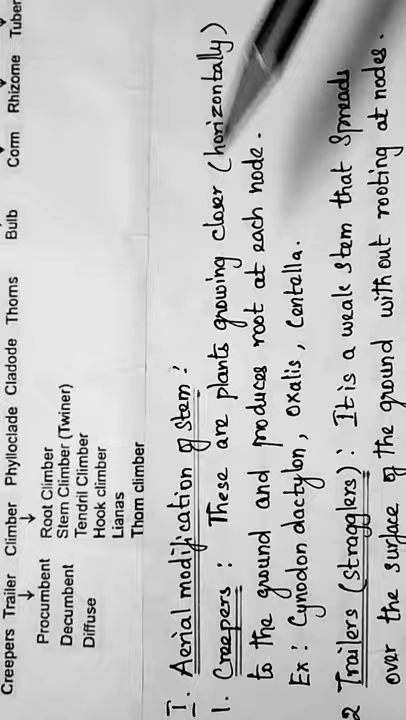 Creepers Trailer Climber Phylloclade Cladode Thorns Bulb Corm Rhizome Tuber
Procumbent Root Climber
Decumbent Stem Climber (Twiner)
Diffuse Tendril Climber
Hook climber
Lianas
Thorn climber
I. Aerial modification of stem :
1. Creepers : These are plants growing closer (horizontally)
to the ground and produces root at each node.
Ex : Cynodon dactylon, oxalis, Centella.
2 Trailers (Stragglers) : It is a weak stem that Spreads
over the surface of the ground without rooting at nodes.